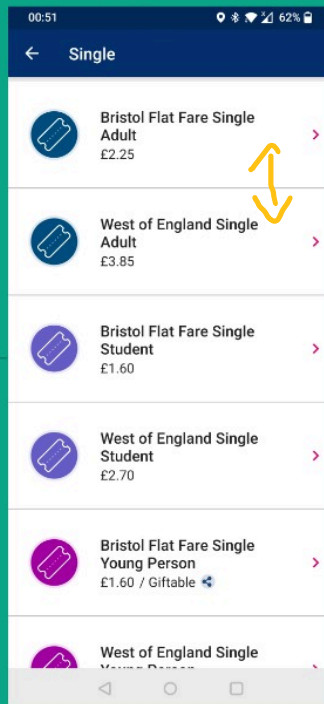 00:51 62%
Single
Bristol Flat Fare Single
Adult
£2.25
West of England Single
Adult
£3.85
Bristol Flat Fare Single
Student
£1.60
West of England Single
Student
£2.70
Bristol Flat Fare Single
Young Person
£1.60 / Giftable
West of England Single
Young Person